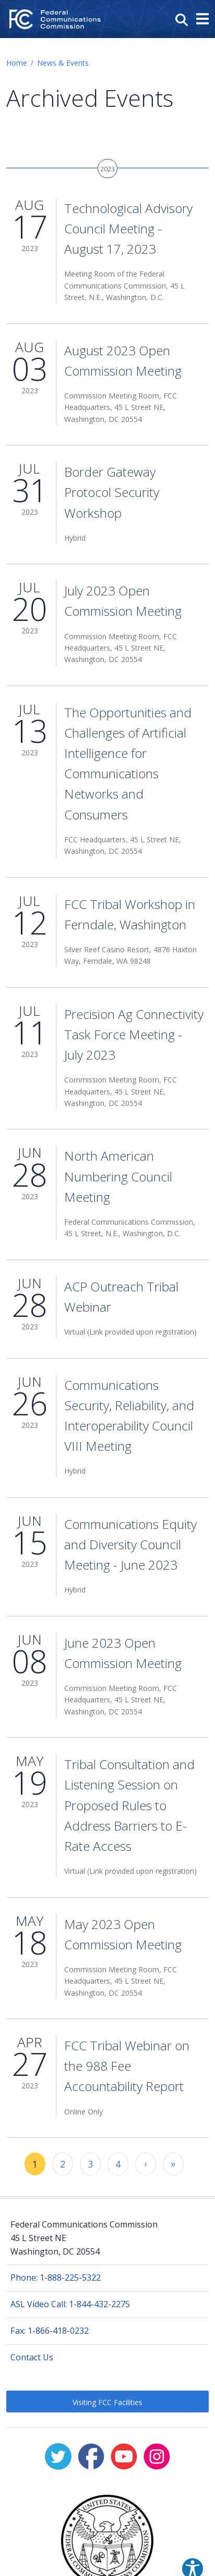 Federal
Communications
Commission
Home / News & Events
Archived Events
2023
AUG
17
2023
Technological Advisory
Council Meeting -
August 17, 2023
Meeting Room of the Federal
Communications Commission, 45 L
Street, N.E., Washington, D.C.
AUG
03
2023
August 2023 Open
Commission Meeting
Commission Meeting Room, FCC
Headquarters, 45 L Street NE,
Washington, DC 20554
JUL
31
2023
Border Gateway
Protocol Security
Workshop
Hybrid
JUL
20
2023
July 2023 Open
Commission Meeting
Commission Meeting Room, FCC
Headquarters, 45 L Street NE,
Washington, DC 20554
JUL
13
2023
The Opportunities and
Challenges of Artificial
Intelligence for
Communications
Networks and
Consumers
FCC Headquarters, 45 L Street NE,
Washington, DC 20554
JUL
12
2023
FCC Tribal Workshop in
Ferndale, Washington
Silver Reef Casino Resort, 4876 Haxton
Way, Ferndale, WA 98248
JUL
11
2023
Precision Ag Connectivity
Task Force Meeting -
July 2023
Commission Meeting Room, FCC
Headquarters, 45 L Street NE,
Washington, DC 20554
JUN
28
2023
North American
Numbering Council
Meeting
Federal Communications Commission,
45 L Street, N.E., Washington, D.C.
JUN
28
2023
ACP Outreach Tribal
Webinar
Virtual (Link provided upon registration)
JUN
26
2023
Communications
Security, Reliability, and
Interoperability Council
VIII Meeting
Hybrid
JUN
15
2023
Communications Equity
and Diversity Council
Meeting - June 2023
Hybrid
JUN
08
2023
June 2023 Open
Commission Meeting
Commission Meeting Room, FCC
Headquarters, 45 L Street NE,
Washington, DC 20554
MAY
19
2023
Tribal Consultation and
Listening Session on
Proposed Rules to
Address Barriers to E-
Rate Access
Virtual (Link provided upon registration)
MAY
18
2023
May 2023 Open
Commission Meeting
Commission Meeting Room, FCC
Headquarters, 45 L Street NE,
Washington, DC 20554
APR
27
2023
FCC Tribal Webinar on
the 988 Fee
Accountability Report
Online Only
1 2 3 4 › »
Federal Communications Commission
45 L Street NE
Washington, DC 20554
Phone: 1-888-225-5322
ASL Video Call: 1-844-432-2275
Fax: 1-866-418-0232
Contact Us
Visiting FCC Facilities